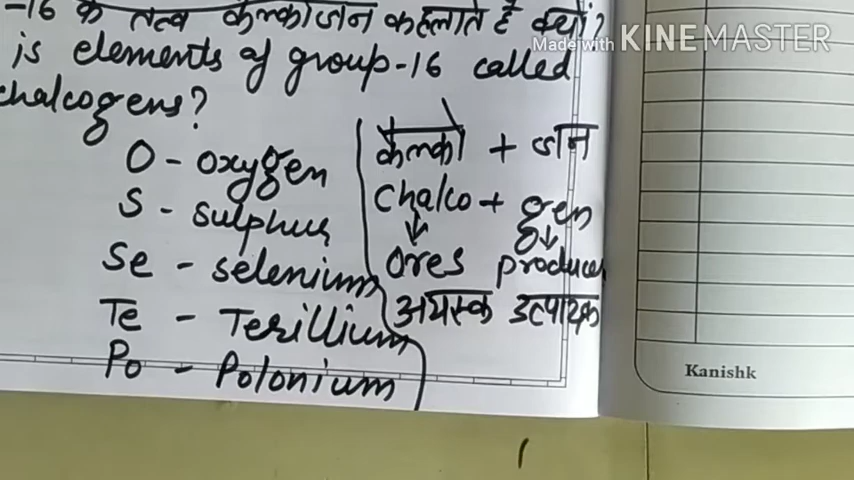 -16 के तत्व कैल्कोजन कहलाते हैं क्यों?
Made with KINEMASTER
is elements of group-16 called
chalcogens?
O - oxygen
S - sulphur
Se - selenium
Te - Terillium
Po - Polonium
कैल्को + जन
Chalco + gen
ores producer
अयस्क उत्पादक
Kanishk